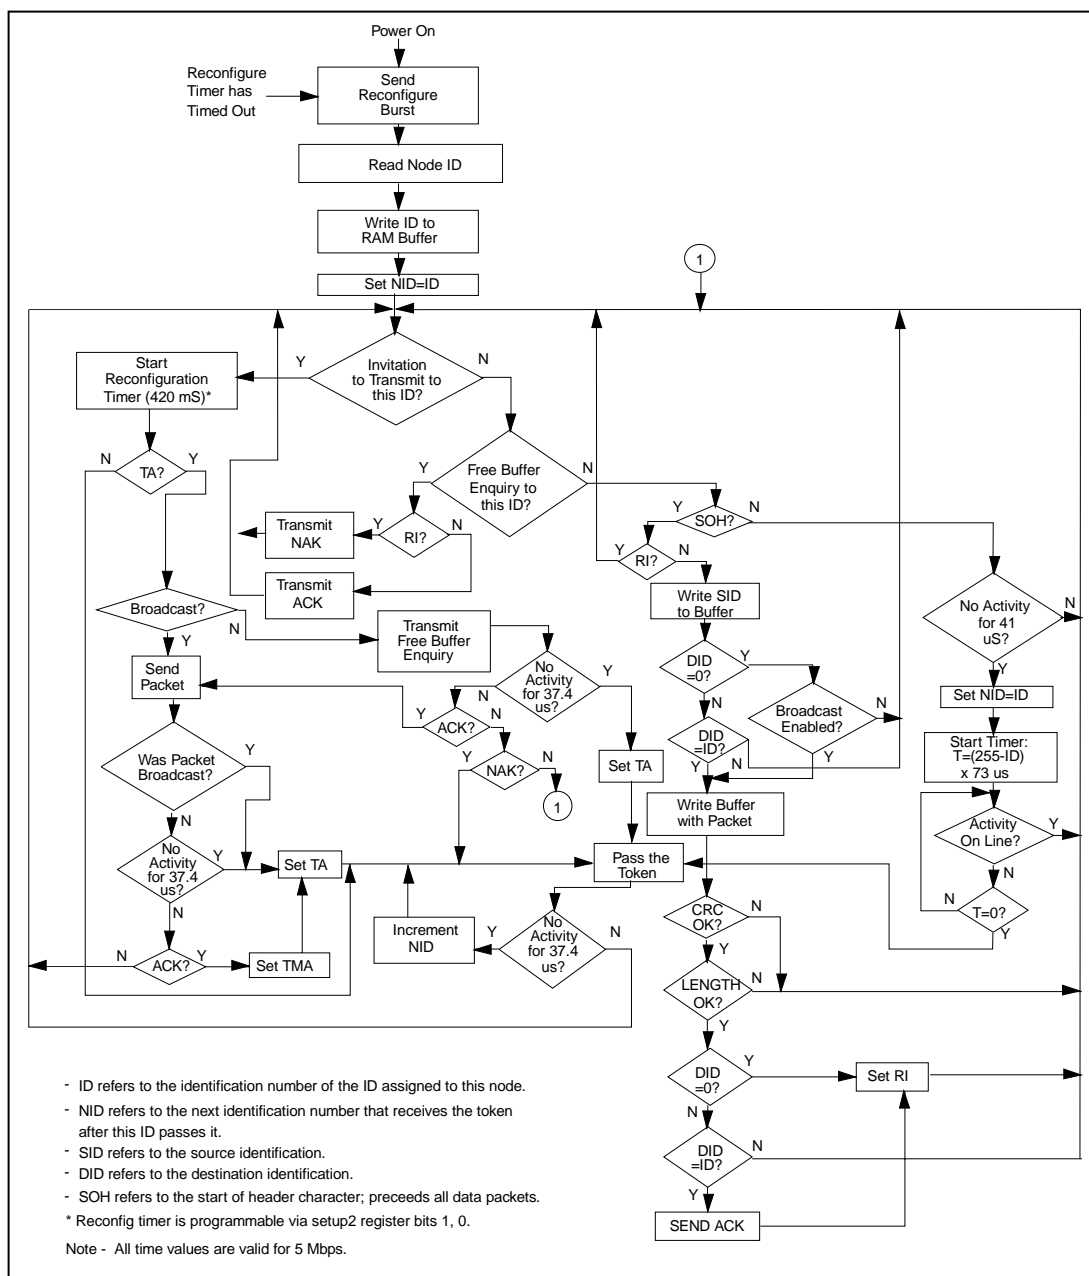 Power On
Reconfigure
Timer has
Timed Out
Send
Reconfigure
Burst
Read Node ID
Write ID to
RAM Buffer
Set NID=ID
1
Start
Reconfiguration
Timer (420 mS)*
Y
Invitation
to Transmit to
this ID?
N
N
TA?
Y
Y
Free Buffer
Enquiry to
this ID?
N
Transmit
NAK
Y
RI?
N
Transmit
ACK
Y
SOH?
N
Y
RI?
N
Write SID
to Buffer
No Activity
for 41
uS?
N
Y
Broadcast?
N
Y
Transmit
Free Buffer
Enquiry
Send
Packet
No
Activity
for 37.4
us?
N
Y
DID
=0?
Y
N
Broadcast
Enabled?
N
Y
Set NID=ID
Y
ACK?
N
DID
=ID?
N
Y
Start Timer:
T=(255-ID)
x 73 us
Was Packet
Broadcast?
Y
N
Y
NAK?
N
1
Set TA
Write Buffer
with Packet
Activity
On Line?
Y
N
No
Activity
for 37.4
us?
Y
N
Set TA
Pass the
Token
N
T=0?
Y
Increment
NID
Y
No
Activity
for 37.4
us?
N
CRC
OK?
N
Y
N
ACK?
Y
Set TMA
LENGTH
OK?
N
Y
DID
=0?
Y
N
Set RI
DID
=ID?
N
Y
SEND ACK
- ID refers to the identification number of the ID assigned to this node.
- NID refers to the next identification number that receives the token
after this ID passes it.
- SID refers to the source identification.
- DID refers to the destination identification.
- SOH refers to the start of header character; preceeds all data packets.
* Reconfig timer is programmable via setup2 register bits 1, 0.
Note - All time values are valid for 5 Mbps.